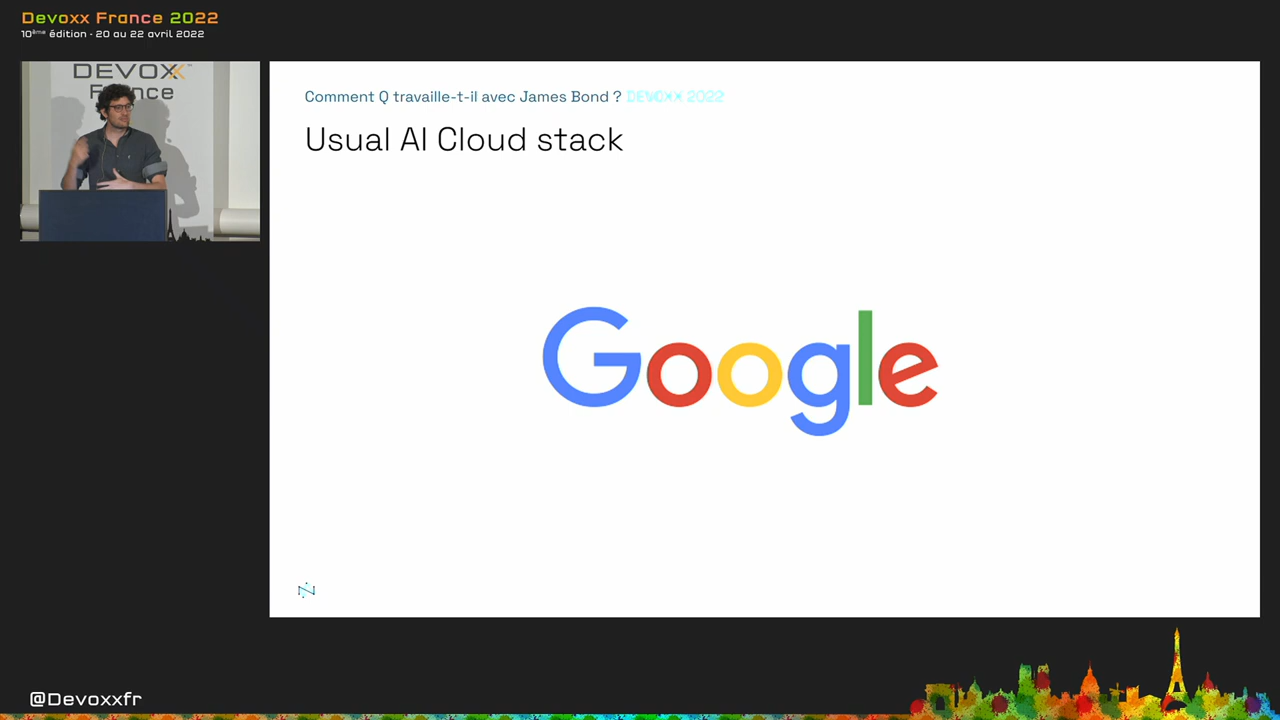 Devoxx France 2022
10ème édition - 20 au 22 avril 2022
DEVOXX™
France
Comment Q travaille-t-il avec James Bond ? DEVOXX 2022
Usual AI Cloud stack
Google
@Devoxxfr